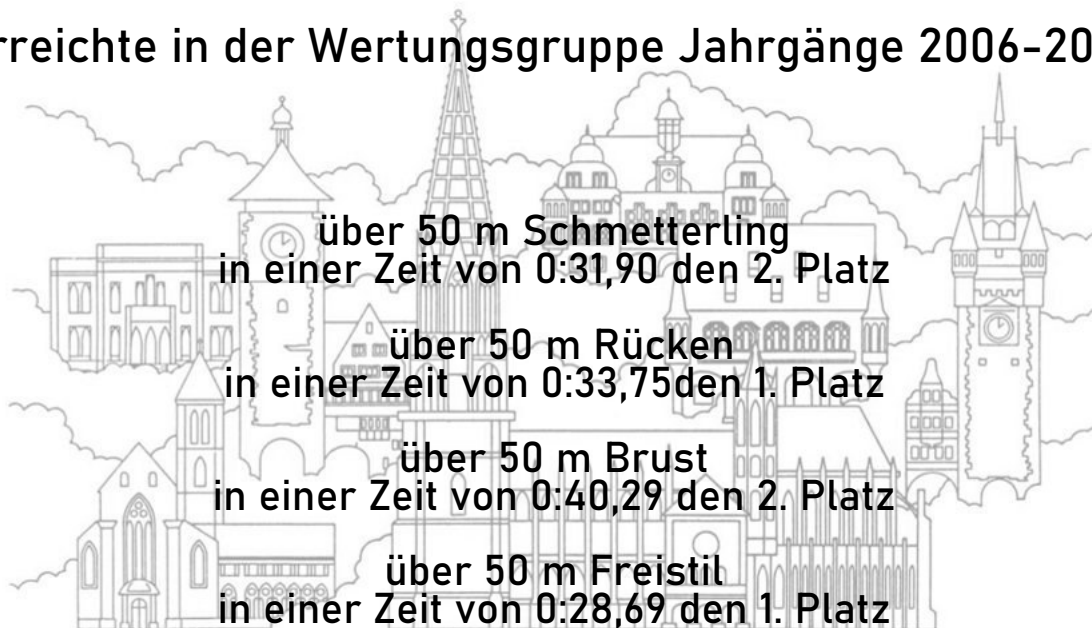 rreichte in der Wertungsgruppe Jahrgänge 2006-20
über 50 m Schmetterling
in einer Zeit von 0:31,90 den 2. Platz
über 50 m Rücken
in einer Zeit von 0:33,75den 1. Platz
über 50 m Brust
in einer Zeit von 0:40,29 den 2. Platz
über 50 m Freistil
in einer Zeit von 0:28,69 den 1. Platz